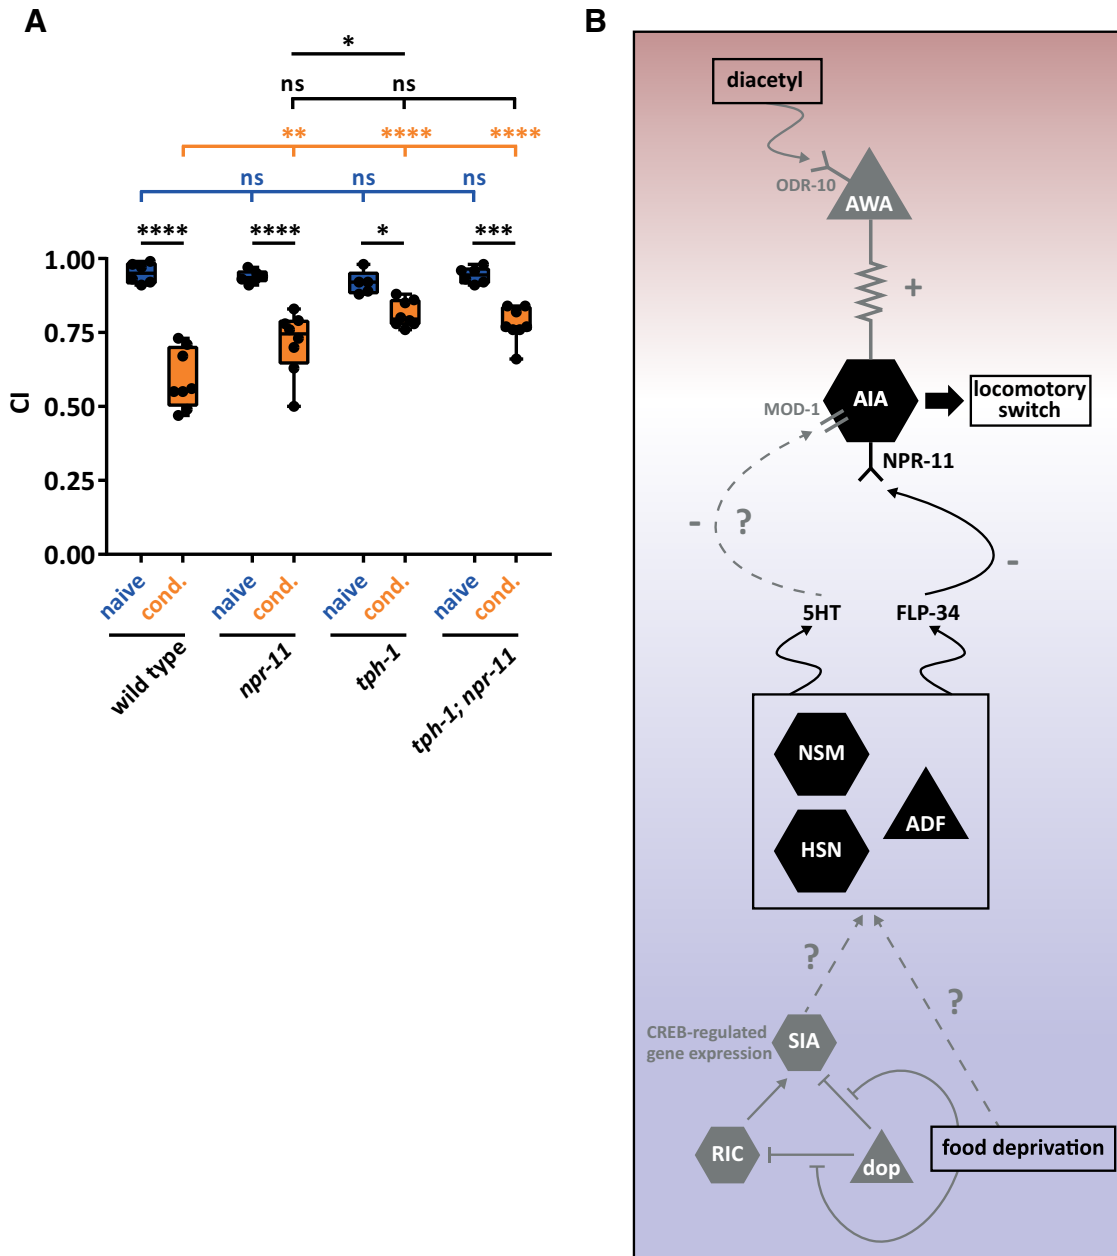 A
*
ns ns
** **** ****
ns ns ns
**** **** * ***
1.00
0.75
0.50
0.25
0.00
CI
naive cond. naive cond. naive cond. naive cond.
wild type
npr-11
tph-1
tph-1; npr-11
B
diacetyl
ODR-10
AWA
+
AIA
locomotory
switch
MOD-1
NPR-11
- ?
-
5HT FLP-34
NSM
ADF
HSN
?
?
CREB-regulated
gene expression
SIA
RIC
dop
food deprivation